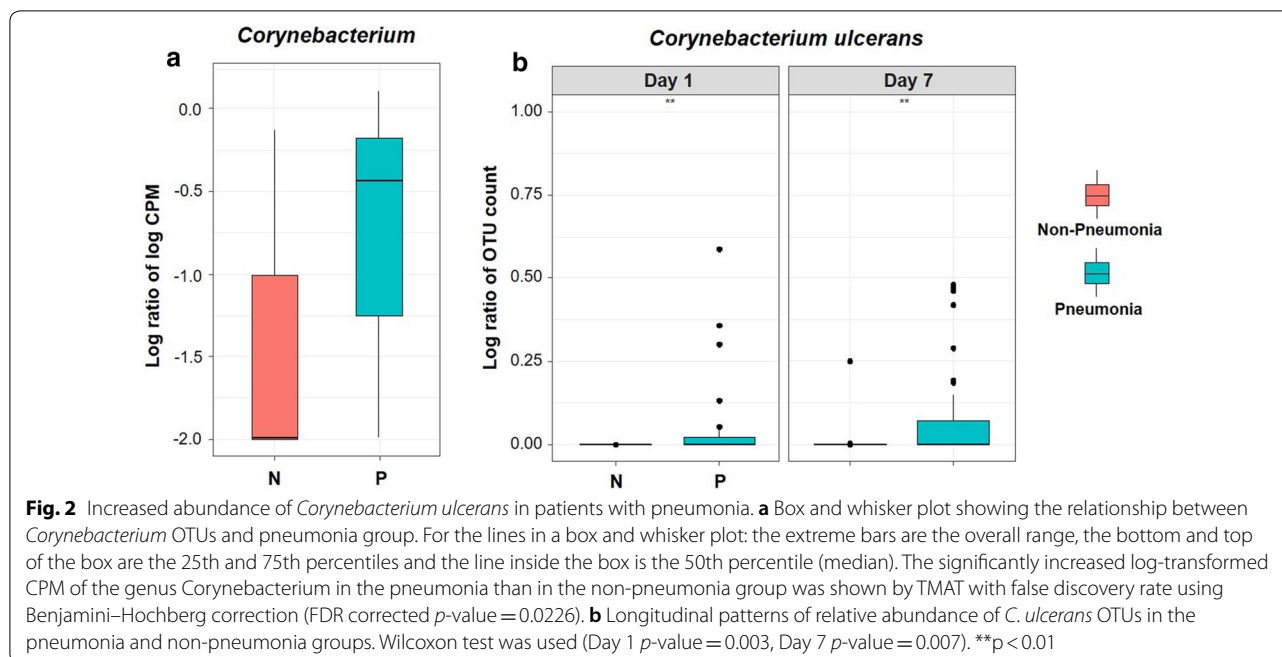 Corynebacterium
Corynebacterium ulcerans
a
b
Day 1
Day 7
**
**
Log ratio of log CPM
0.0
-0.5
-1.0
-1.5
-2.0
N
P
Log ratio of OTU count
1.00
0.75
0.50
0.25
0.00
N
P
Non-Pneumonia
Pneumonia
Fig. 2 Increased abundance of Corynebacterium ulcerans in patients with pneumonia. a Box and whisker plot showing the relationship between
Corynebacterium OTUs and pneumonia group. For the lines in a box and whisker plot: the extreme bars are the overall range, the bottom and top
of the box are the 25th and 75th percentiles and the line inside the box is the 50th percentile (median). The significantly increased log-transformed
CPM of the genus Corynebacterium in the pneumonia than in the non-pneumonia group was shown by TMAT with false discovery rate using
Benjamini–Hochberg correction (FDR corrected p-value = 0.0226). b Longitudinal patterns of relative abundance of C. ulcerans OTUs in the
pneumonia and non-pneumonia groups. Wilcoxon test was used (Day 1 p-value = 0.003, Day 7 p-value = 0.007). **p < 0.01